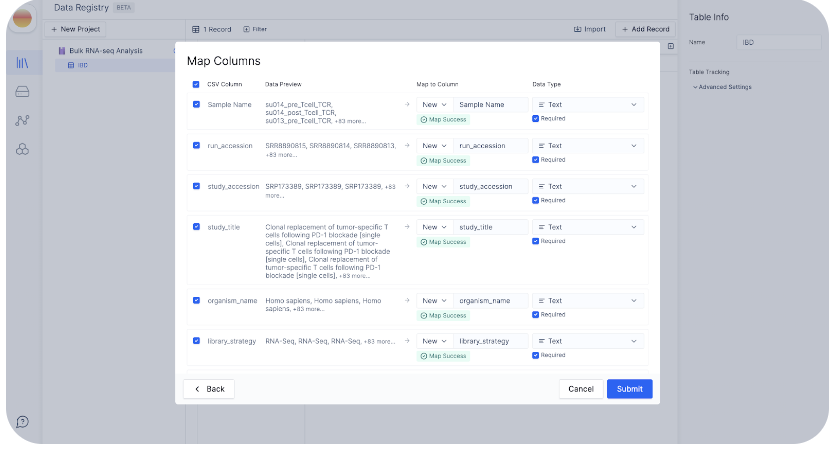 Data Registry BETA
+ New Project
1 Record Filter
Import + Add Record
Table Info
Name IBD
Table Tracking
Advanced Settings
Bulk RNA-seq Analysis
IBD
Map Columns
CSV Column Data Preview Map to Column Data Type
Sample Name su014_pre_Tcell_TCR, → New Sample Name Text
su014_post_Tcell_TCR,
su013_pre_Tcell_TCR, +83 more...
Map Success Required
run_accession SRR8890815, SRR8890814, SRR8890813, → New run_accession Text
+83 more...
Map Success Required
study_accession SRP173389, SRP173389, SRP173389, +83 → New study_accession Text
more...
Map Success Required
study_title Clonal replacement of tumor-specific T → New study_title Text
cells following PD-1 blockade [single
cells], Clonal replacement of tumor-
specific T cells following PD-1 blockade
[single cells], Clonal replacement of
tumor-specific T cells following PD-1
blockade [single cells], +83 more...
Map Success Required
organism_name Homo sapiens, Homo sapiens, Homo → New organism_name Text
sapiens, +83 more...
Map Success Required
library_strategy RNA-Seq, RNA-Seq, RNA-Seq, +83 more... → New library_strategy Text
Map Success Required
Back Cancel Submit